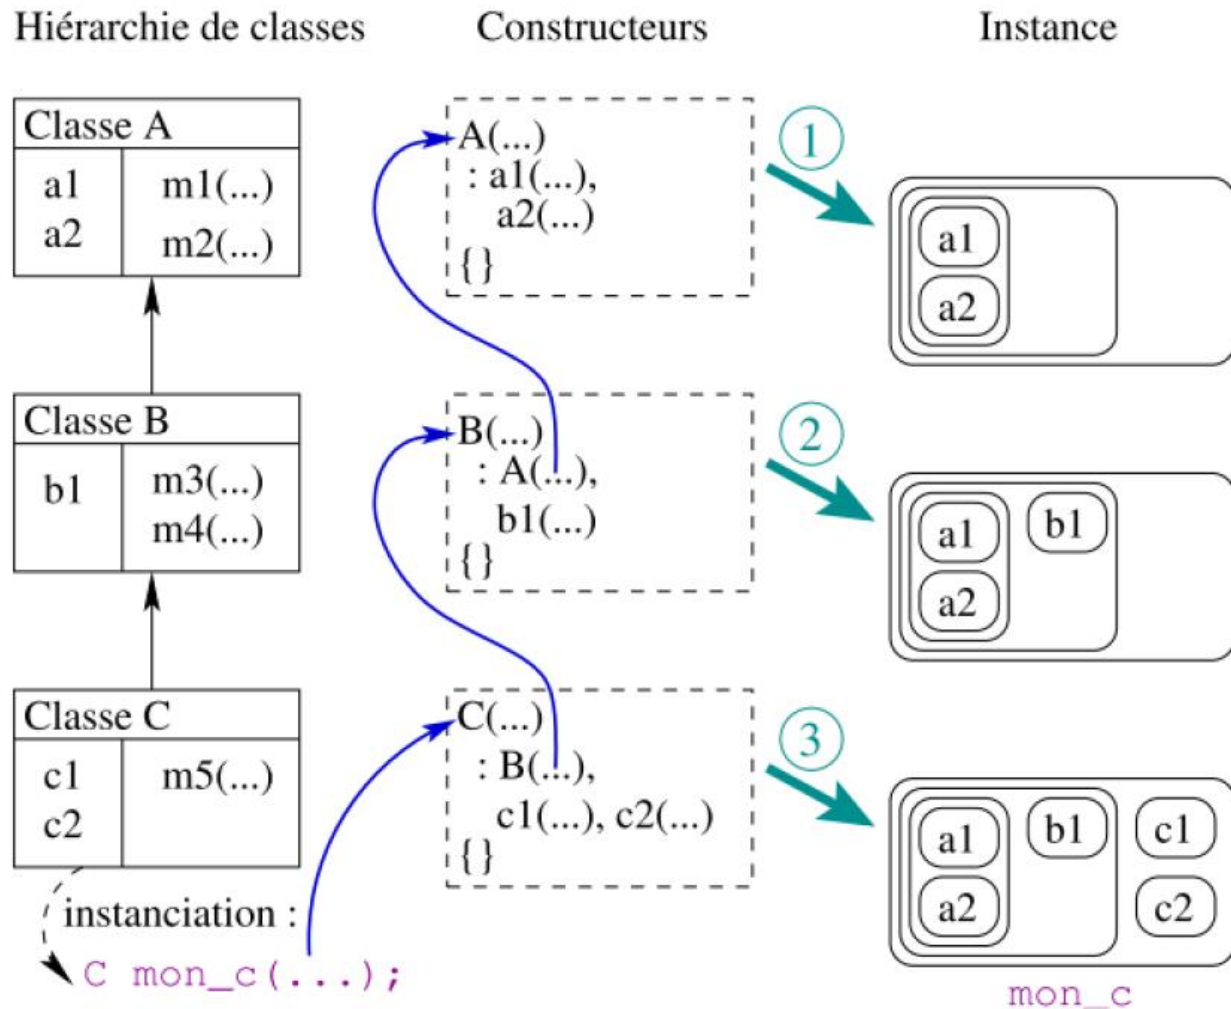 Hiérarchie de classes
Constructeurs
Instance
Classe A
a1
a2
m1(...)
m2(...)
A(...)
: a1(...),
a2(...)
{}
1
a1
a2
Classe B
b1
m3(...)
m4(...)
B(...)
: A(...),
b1(...)
{}
2
a1
a2
b1
Classe C
c1
c2
m5(...)
C(...)
: B(...),
c1(...), c2(...)
{}
3
a1
a2
b1
c1
c2
instanciation :
C mon_c(...);
mon_c